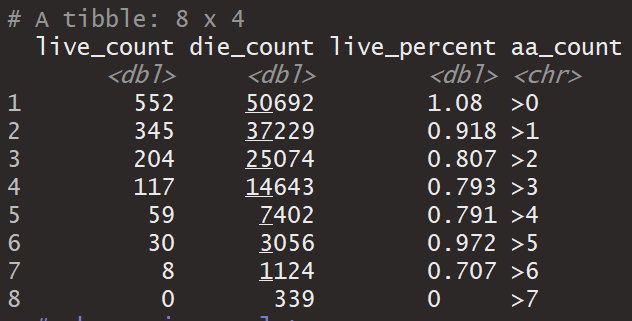 # A tibble: 8 x 4
live_count die_count live_percent aa_count
<dbl> <dbl> <dbl> <chr>
1 552 50692 1.08 >0
2 345 37229 0.918 >1
3 204 25074 0.807 >2
4 117 14643 0.793 >3
5 59 7402 0.791 >4
6 30 3056 0.972 >5
7 8 1124 0.707 >6
8 0 339 0 >7